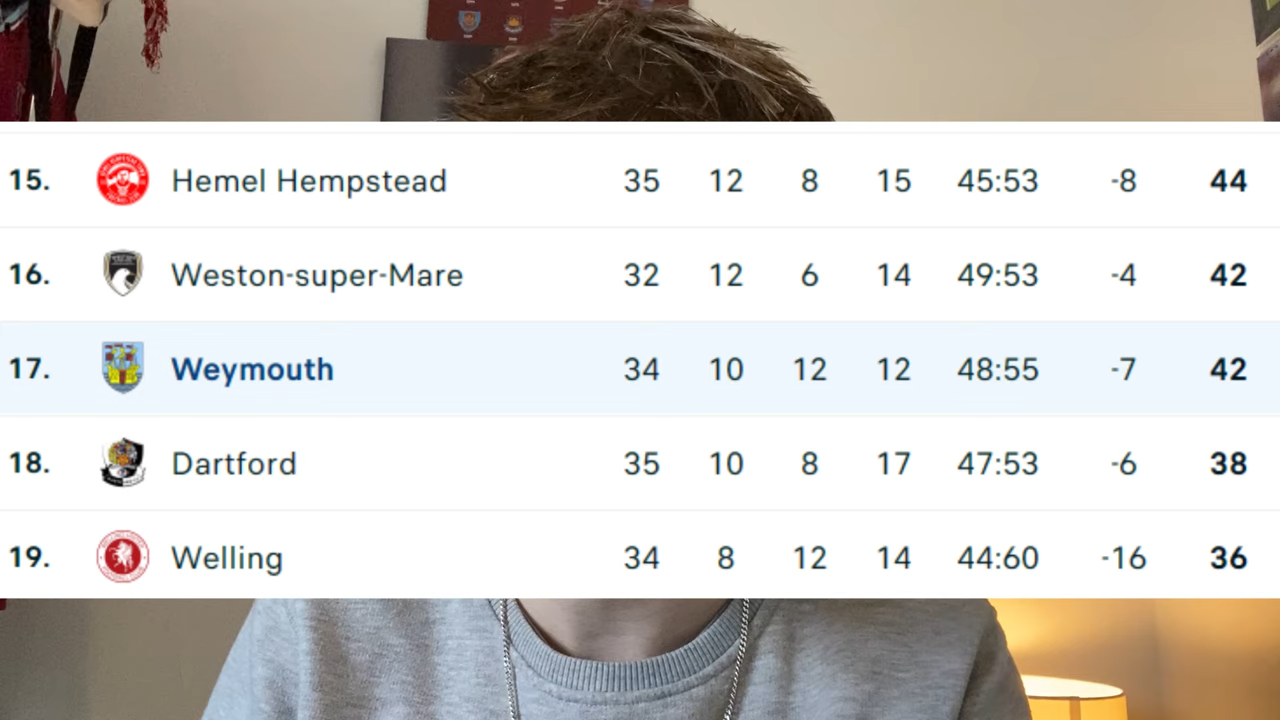 15. Hemel Hempstead 35 12 8 15 45:53 -8 44
16. Weston-super-Mare 32 12 6 14 49:53 -4 42
17. Weymouth 34 10 12 12 48:55 -7 42
18. Dartford 35 10 8 17 47:53 -6 38
19. Welling 34 8 12 14 44:60 -16 36